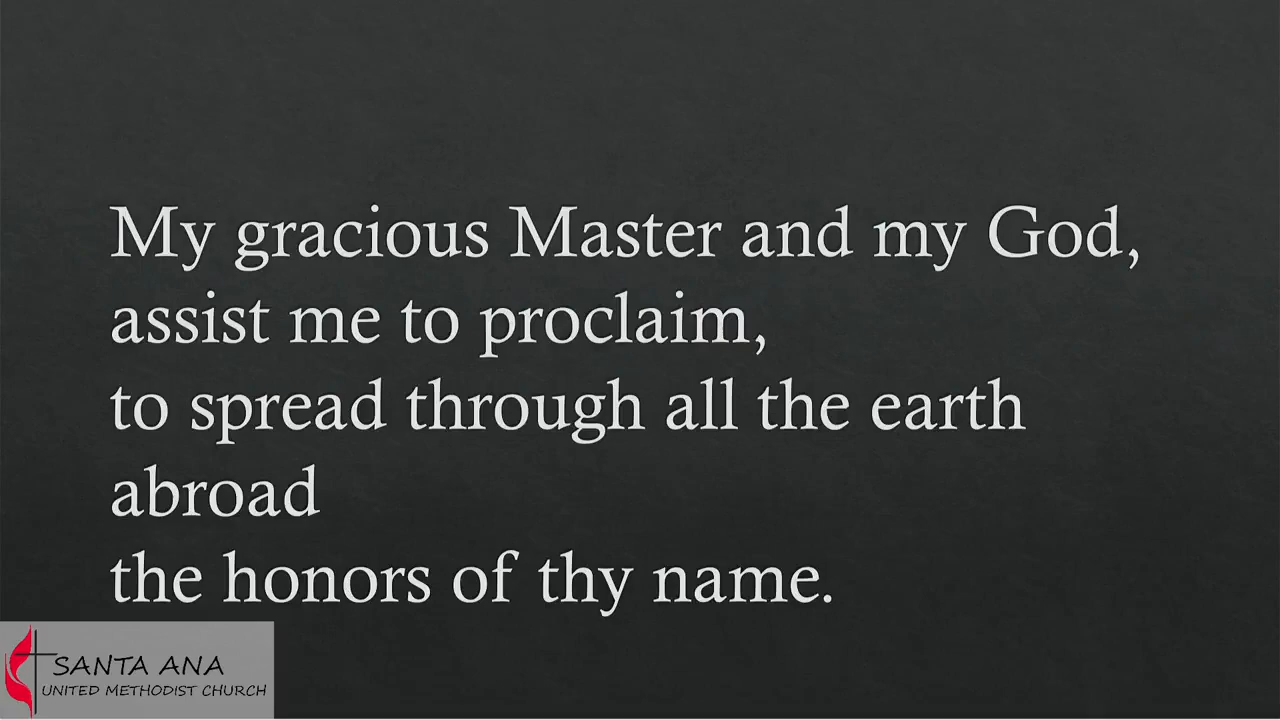 My gracious Master and my God,
assist me to proclaim,
to spread through all the earth
abroad
the honors of thy name.
SANTA ANA
UNITED METHODIST CHURCH